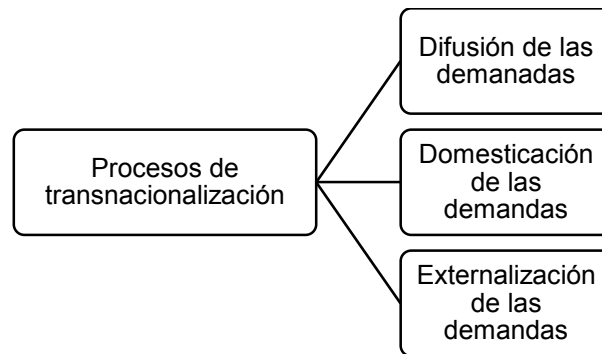 Procesos de
transnacionalización
Difusión de las
demanadas
Domesticación
de las
demandas
Externalización
de las
demandas